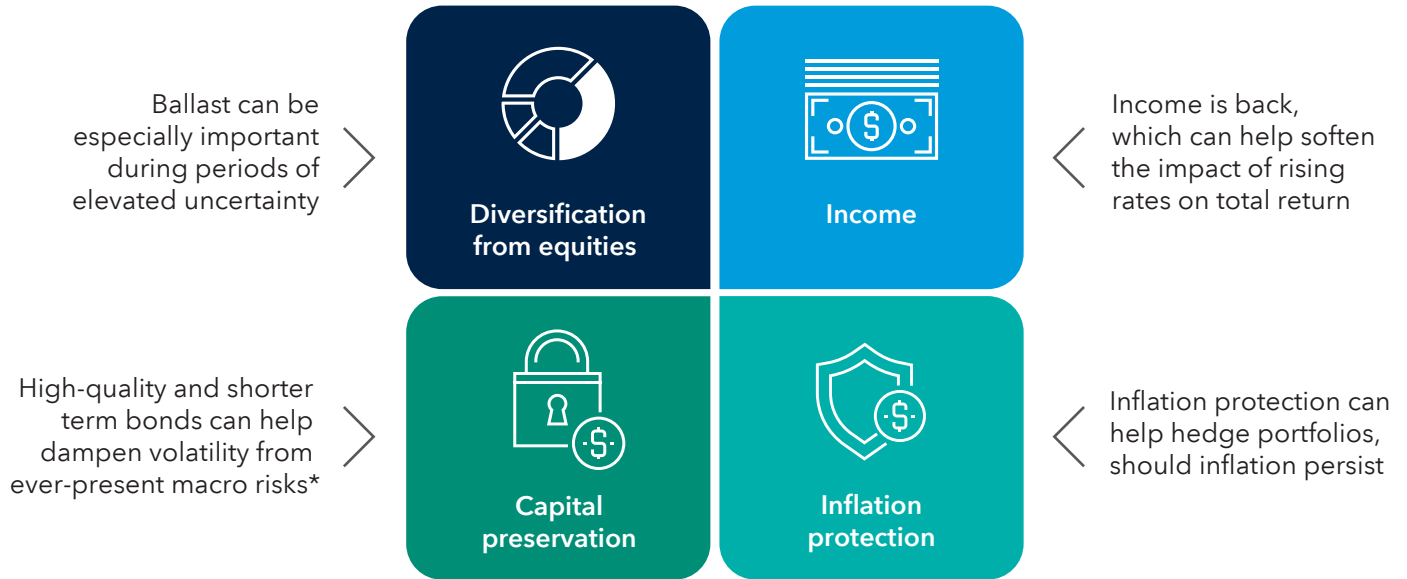 Ballast can be
especially important
during periods of
elevated uncertainty
Diversification
from equities
$
Income
Income is back,
which can help soften
the impact of rising
rates on total return
High-quality and shorter
term bonds can help
dampen volatility from
ever-present macro risks*
$
Capital
preservation
$
Inflation
protection
Inflation protection can
help hedge portfolios,
should inflation persist